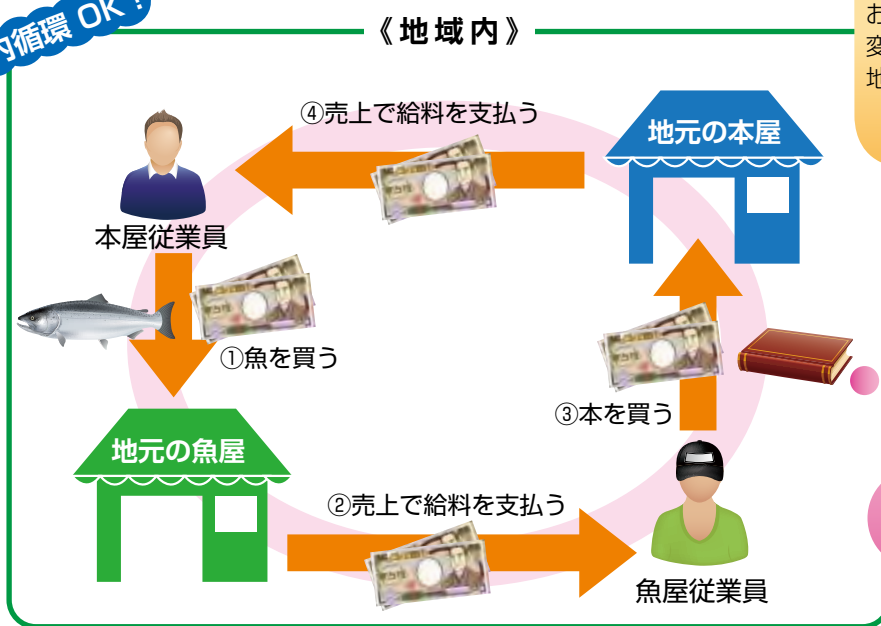 内循環 OK!
《地域内》
お
変
地
④売上で給料を支払う
地元の本屋
本屋従業員
①魚を買う
③本を買う
地元の魚屋
②売上で給料を支払う
魚屋従業員